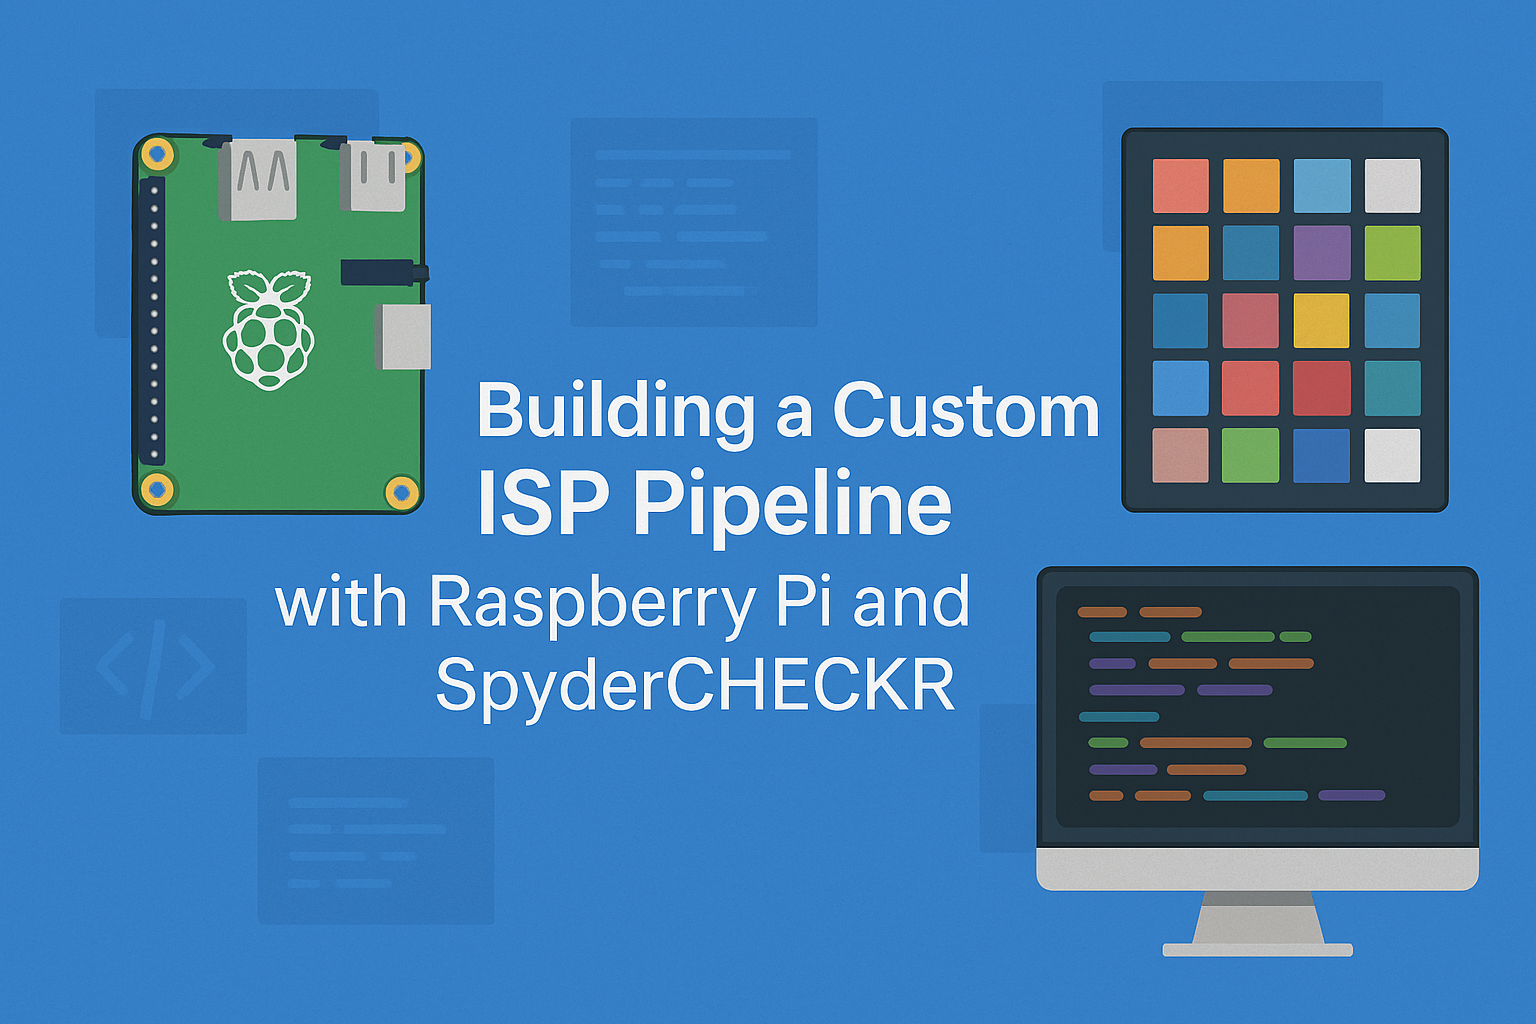 Building a Custom
ISP Pipeline
with Raspberry Pi and
SpyderCHECKR